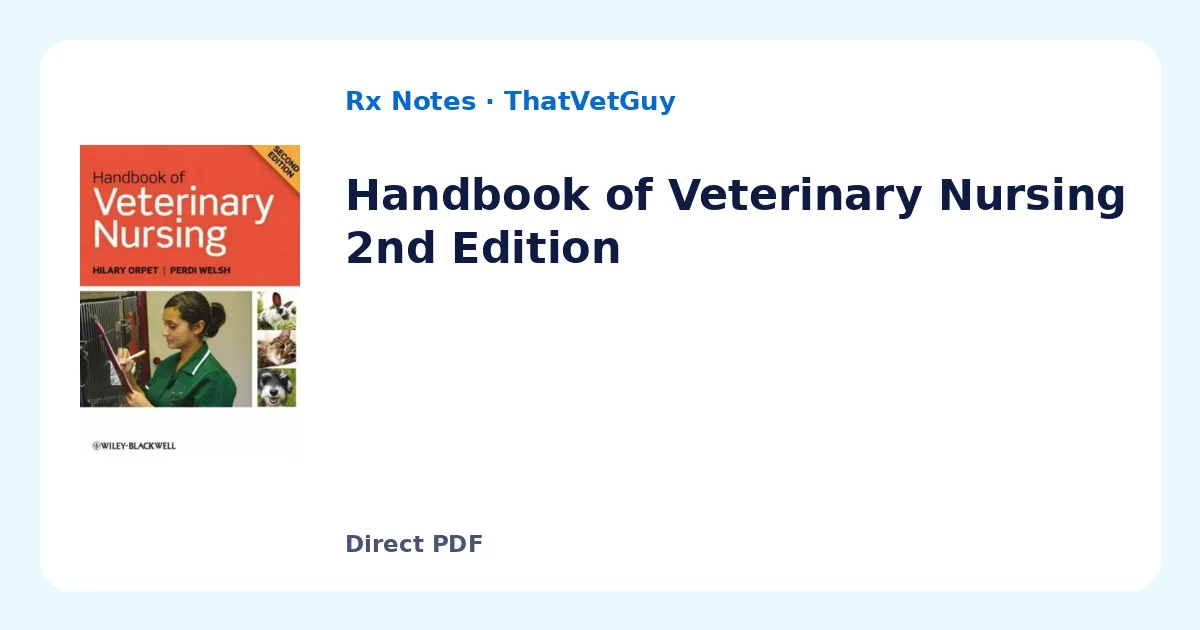 Rx Notes · ThatVetGuy
SECOND
EDITION
Handbook of
Veterinary
Nursing
HILARY ORPET | PERDI WELSH
WILEY-BLACKWELL
Handbook of Veterinary Nursing
2nd Edition
Direct PDF